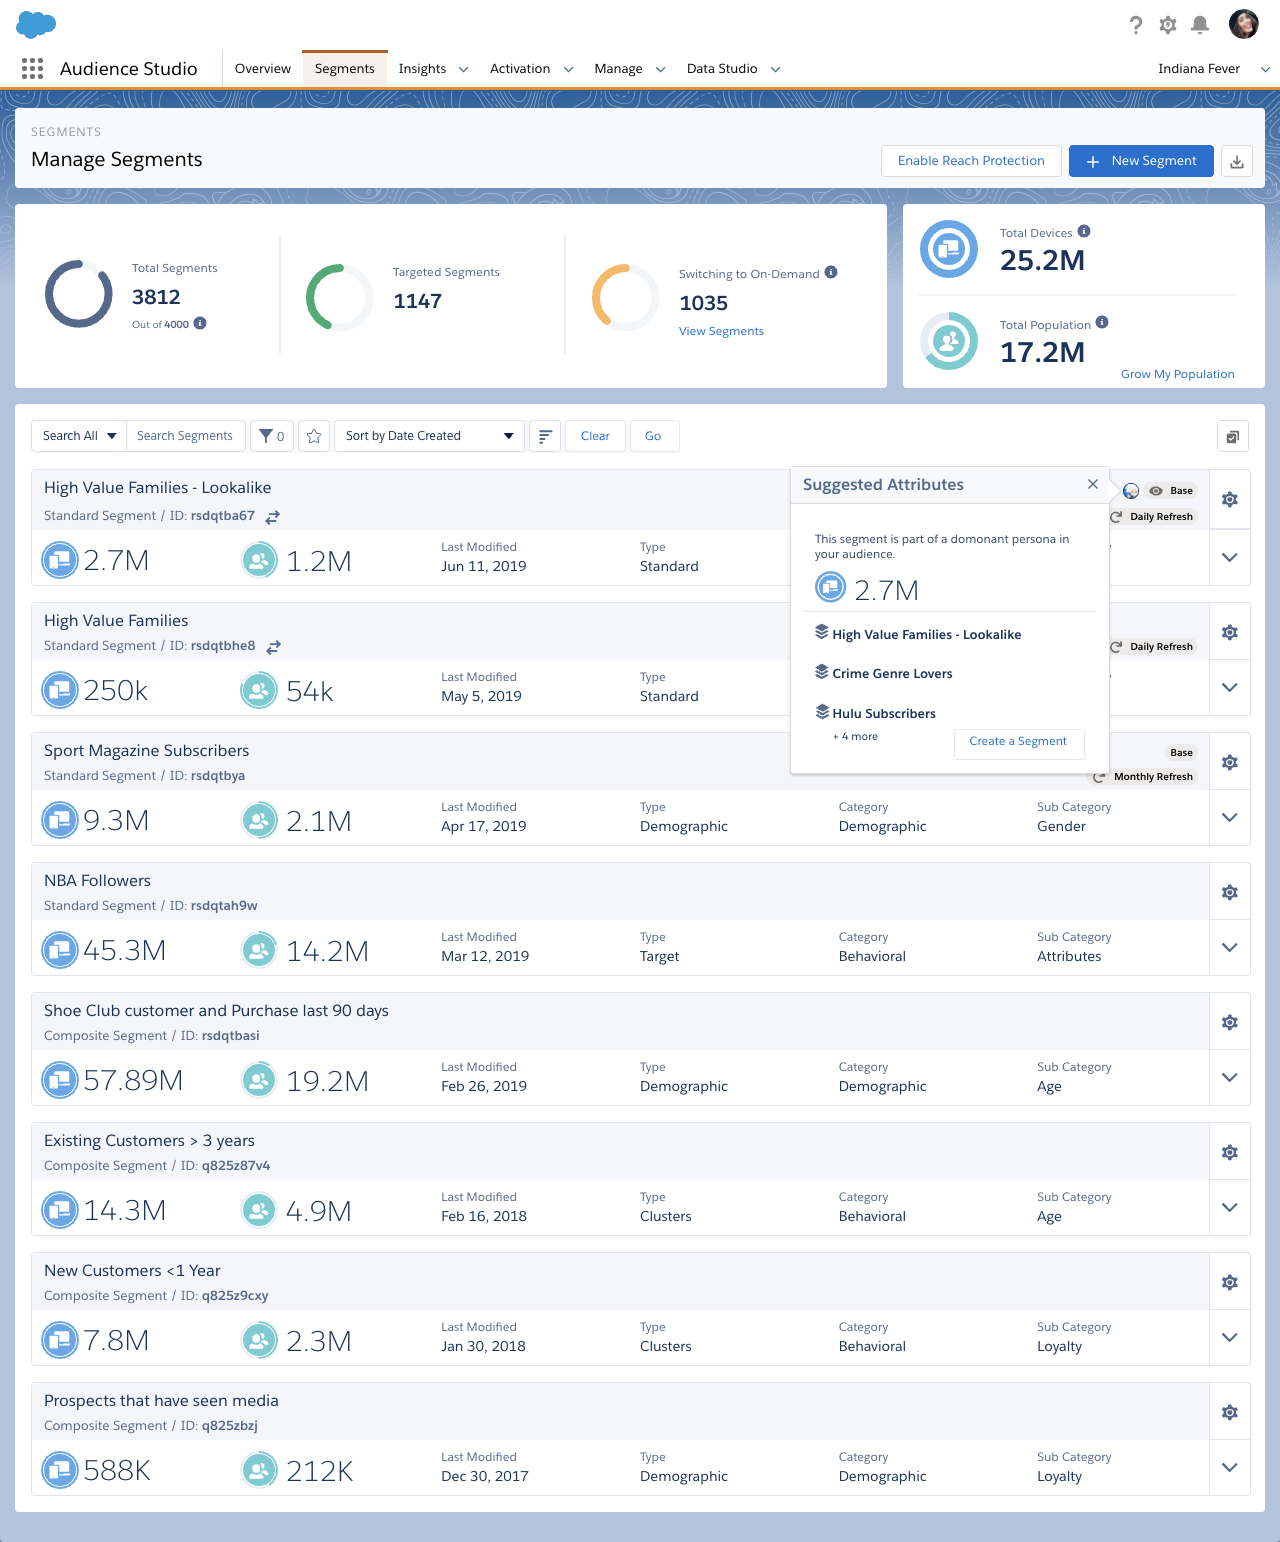 Audience Studio
Overview
Segments
Insights
Activation
Manage
Data Studio
Indiana Fever
SEGMENTS
Manage Segments
Enable Reach Protection
New Segment
Total Segments
3812
Out of 4000
Targeted Segments
1147
Switching to On-Demand
1035
View Segments
Total Devices
25.2M
Total Population
17.2M
Grow My Population
Search All
Search Segments
0
Sort by Date Created
Clear
Go
High Value Families - Lookalike
Standard Segment / ID: rsdqtba67
Base
Daily Refresh
2.7M
1.2M
Last Modified
Jun 11, 2019
Type
Standard
Suggested Attributes
This segment is part of a domonant persona in
your audience.
2.7M
High Value Families - Lookalike
Crime Genre Lovers
Hulu Subscribers
+ 4 more
Create a Segment
High Value Families
Standard Segment / ID: rsdqtbhe8
Daily Refresh
250k
54k
Last Modified
May 5, 2019
Type
Standard
Sport Magazine Subscribers
Standard Segment / ID: rsdqtbya
Base
Monthly Refresh
9.3M
2.1M
Last Modified
Apr 17, 2019
Type
Demographic
Category
Demographic
Sub Category
Gender
NBA Followers
Standard Segment / ID: rsdqtah9w
45.3M
14.2M
Last Modified
Mar 12, 2019
Type
Target
Category
Behavioral
Sub Category
Attributes
Shoe Club customer and Purchase last 90 days
Composite Segment / ID: rsdqtbasi
57.89M
19.2M
Last Modified
Feb 26, 2019
Type
Demographic
Category
Demographic
Sub Category
Age
Existing Customers > 3 years
Composite Segment / ID: q825z87v4
14.3M
4.9M
Last Modified
Feb 16, 2018
Type
Clusters
Category
Behavioral
Sub Category
Age
New Customers <1 Year
Composite Segment / ID: q825z9cxy
7.8M
2.3M
Last Modified
Jan 30, 2018
Type
Clusters
Category
Behavioral
Sub Category
Loyalty
Prospects that have seen media
Composite Segment / ID: q825zbzj
588K
212K
Last Modified
Dec 30, 2017
Type
Demographic
Category
Demographic
Sub Category
Loyalty